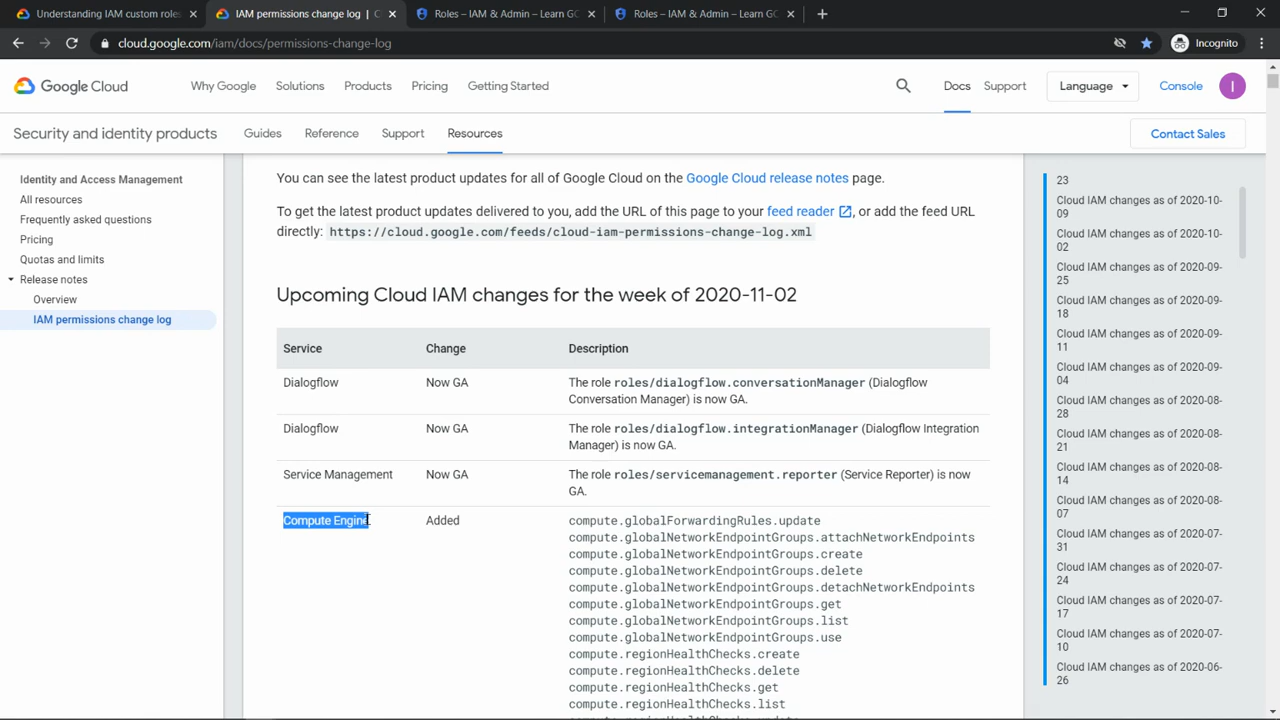 Understanding IAM custom roles
IAM permissions change log | C
Roles – IAM & Admin – Learn GC
Roles – IAM & Admin – Learn GC
cloud.google.com/iam/docs/permissions-change-log
Incognito
Google Cloud
Why Google
Solutions
Products
Pricing
Getting Started
Docs
Support
Language
Console
I
Security and identity products
Guides
Reference
Support
Resources
Contact Sales
Identity and Access Management
All resources
Frequently asked questions
Pricing
Quotas and limits
Release notes
Overview
IAM permissions change log
You can see the latest product updates for all of Google Cloud on the Google Cloud release notes page.
To get the latest product updates delivered to you, add the URL of this page to your feed reader, or add the feed URL
directly: https://cloud.google.com/feeds/cloud-iam-permissions-change-log.xml
Upcoming Cloud IAM changes for the week of 2020-11-02
Service Change Description
Dialogflow Now GA The role roles/dialogflow.conversationManager (Dialogflow
Conversation Manager) is now GA.
Dialogflow Now GA The role roles/dialogflow.integrationManager (Dialogflow Integration
Manager) is now GA.
Service Management Now GA The role roles/servicemanagement.reporter (Service Reporter) is now
GA.
Compute Engine Added compute.globalForwardingRules.update
compute.globalNetworkEndpointGroups.attachNetworkEndpoints
compute.globalNetworkEndpointGroups.create
compute.globalNetworkEndpointGroups.delete
compute.globalNetworkEndpointGroups.detachNetworkEndpoints
compute.globalNetworkEndpointGroups.get
compute.globalNetworkEndpointGroups.list
compute.globalNetworkEndpointGroups.use
compute.regionHealthChecks.create
compute.regionHealthChecks.delete
compute.regionHealthChecks.get
compute.regionHealthChecks.list
23
Cloud IAM changes as of 2020-10-
09
Cloud IAM changes as of 2020-10-
02
Cloud IAM changes as of 2020-09-
25
Cloud IAM changes as of 2020-09-
18
Cloud IAM changes as of 2020-09-
11
Cloud IAM changes as of 2020-09-
04
Cloud IAM changes as of 2020-08-
28
Cloud IAM changes as of 2020-08-
21
Cloud IAM changes as of 2020-08-
14
Cloud IAM changes as of 2020-08-
07
Cloud IAM changes as of 2020-07-
31
Cloud IAM changes as of 2020-07-
24
Cloud IAM changes as of 2020-07-
17
Cloud IAM changes as of 2020-07-
10
Cloud IAM changes as of 2020-06-
26